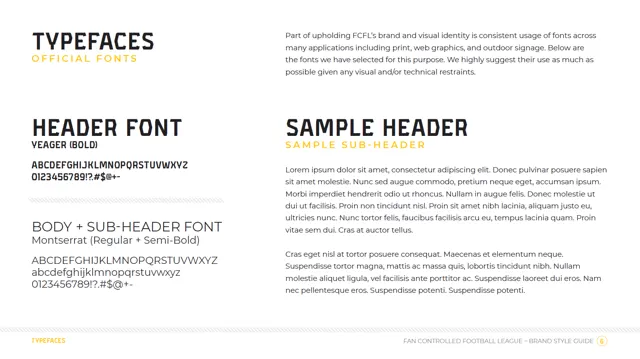 TYPEFACES
OFFICIAL FONTS
Part of upholding FCFL's brand and visual identity is consistent usage of fonts across
many applications including print, web graphics, and outdoor signage. Below are
the fonts we have selected for this purpose. We highly suggest their use as much as
possible given any visual and/or technical restraints.
HEADER FONT
YEAGER (BOLD)
ABCDEFGHIJKLMNOPQRSTUVWXYZ
0123456789!?.#$@+-
BODY + SUB-HEADER FONT
Montserrat (Regular + Semi-Bold)
ABCDEFGHIJKLMNOPQRSTUVWXYZ
abcdefghijklmnopqrstuvwxyz
0123456789!?.#$@+-
SAMPLE HEADER
SAMPLE SUB-HEADER
Lorem ipsum dolor sit amet, consectetur adipiscing elit. Donec pulvinar posuere sapien
sit amet molestie. Nunc sed augue commodo, pretium neque eget, accumsan ipsum.
Morbi imperdiet hendrerit odio ut rhoncus. Nullam in augue felis. Donec molestie ut
dui ut facilisis. Proin non tincidunt nisl. Proin sit amet nibh lacinia, aliquam justo eu,
ultricies nunc. Nunc tortor felis, faucibus facilisis arcu eu, tempus lacinia quam. Proin
vitae sem dui. Cras at auctor tellus.
Cras eget nisl at tortor posuere consequat. Maecenas et elementum neque.
Suspendisse tortor magna, mattis ac massa quis, lobortis tincidunt nibh. Nullam
molestie aliquet ligula, vel facilisis ante porttitor ac. Suspendisse laoreet dui eros. Nam
nec pellentesque eros. Suspendisse potenti. Suspendisse potenti.
TYPEFACES
FAN CONTROLLED FOOTBALL LEAGUE – BRAND STYLE GUIDE